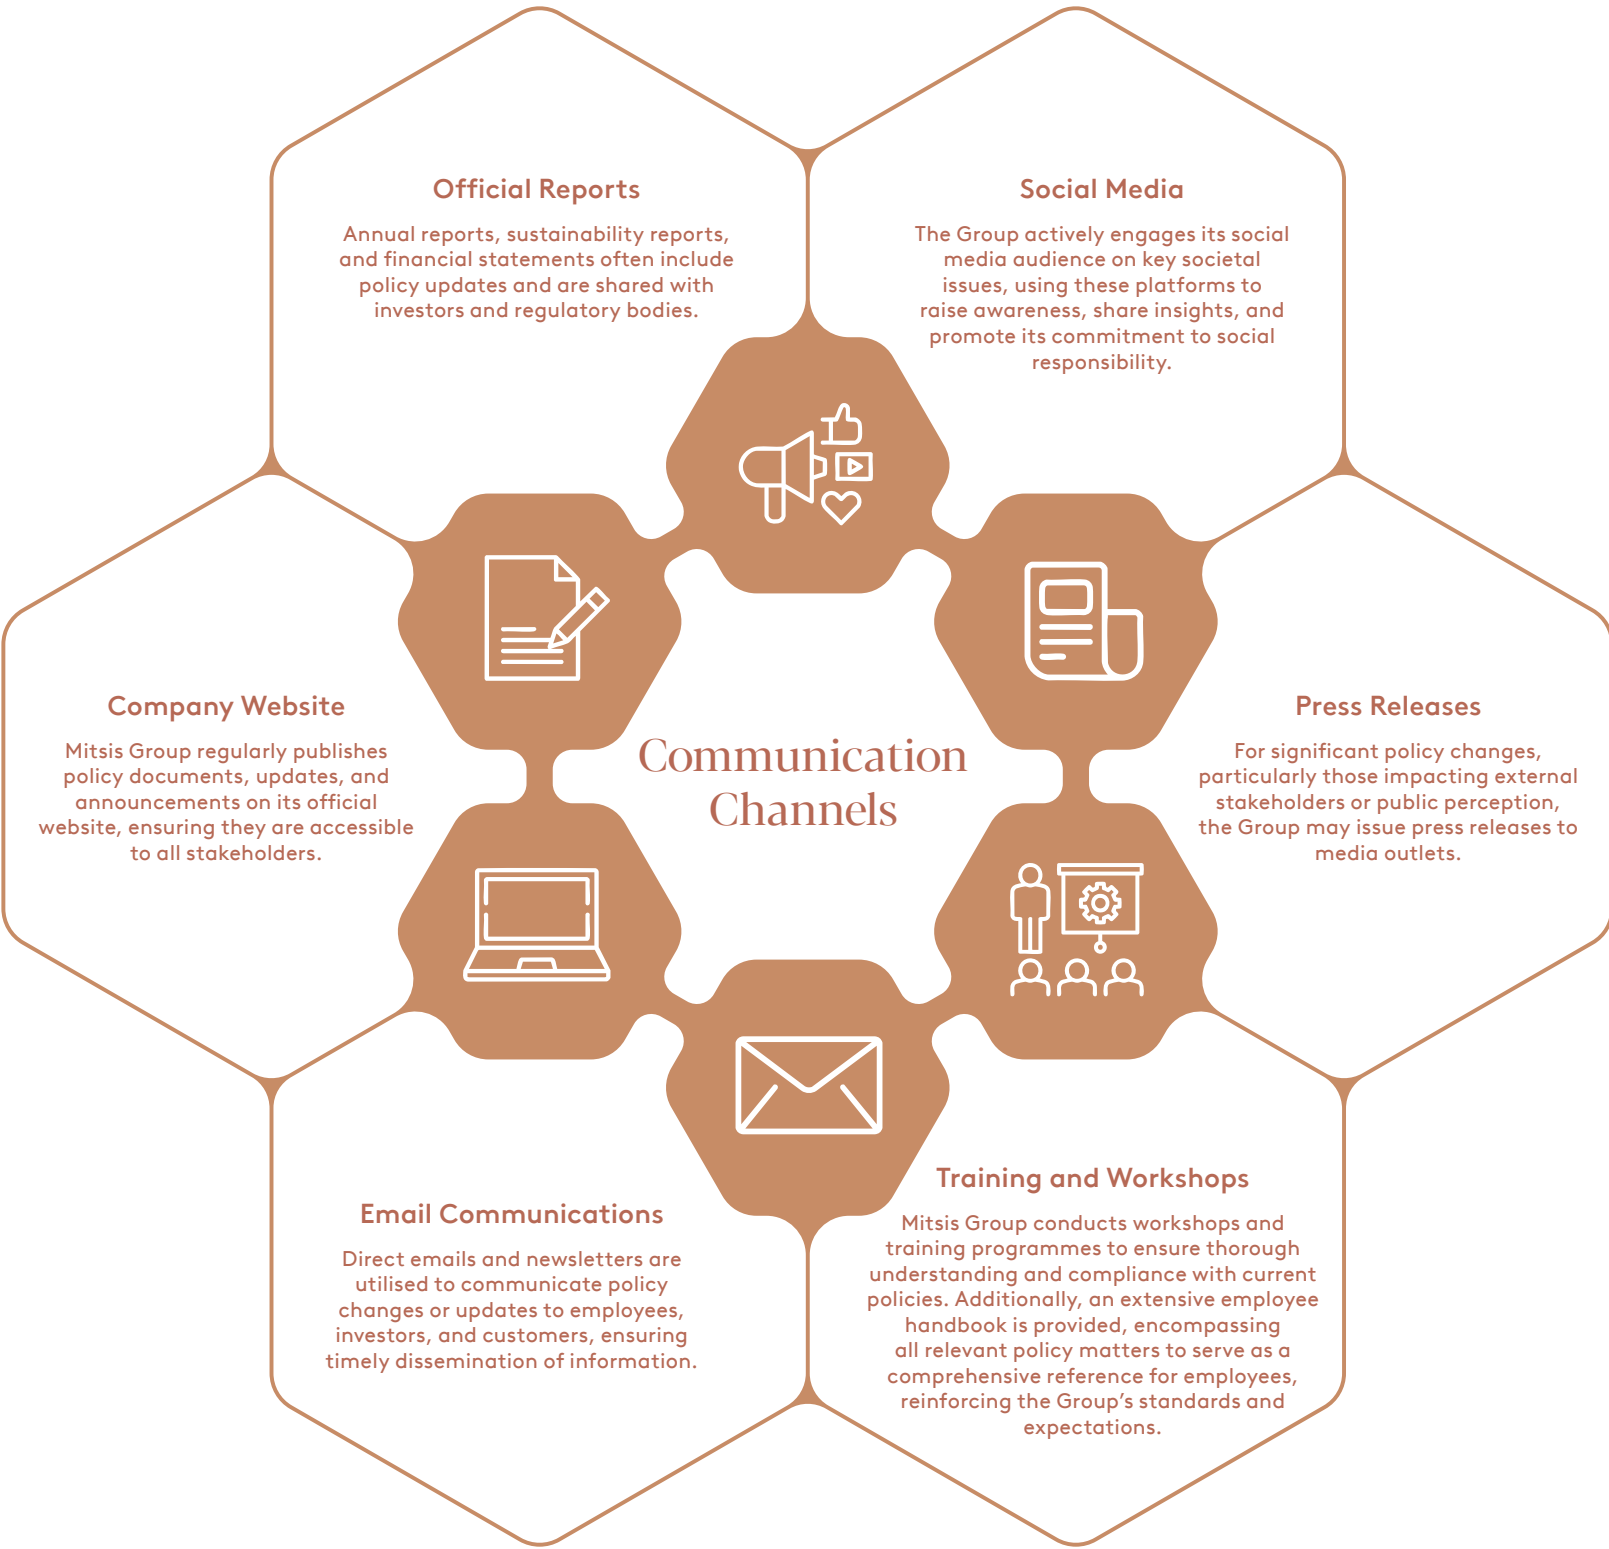 Official Reports
Annual reports, sustainability reports,
and financial statements often include
policy updates and are shared with
investors and regulatory bodies.
Social Media
The Group actively engages its social
media audience on key societal
issues, using these platforms to
raise awareness, share insights, and
promote its commitment to social
responsibility.
Company Website
Mitsis Group regularly publishes
policy documents, updates, and
announcements on its official
website, ensuring they are accessible
to all stakeholders.
Communication
Channels
Press Releases
For significant policy changes,
particularly those impacting external
stakeholders or public perception,
the Group may issue press releases to
media outlets.
Email Communications
Direct emails and newsletters are
utilised to communicate policy
changes or updates to employees,
investors, and customers, ensuring
timely dissemination of information.
Training and Workshops
Mitsis Group conducts workshops and
training programmes to ensure thorough
understanding and compliance with current
policies. Additionally, an extensive employee
handbook is provided, encompassing
all relevant policy matters to serve as a
comprehensive reference for employees,
reinforcing the Group's standards and
expectations.